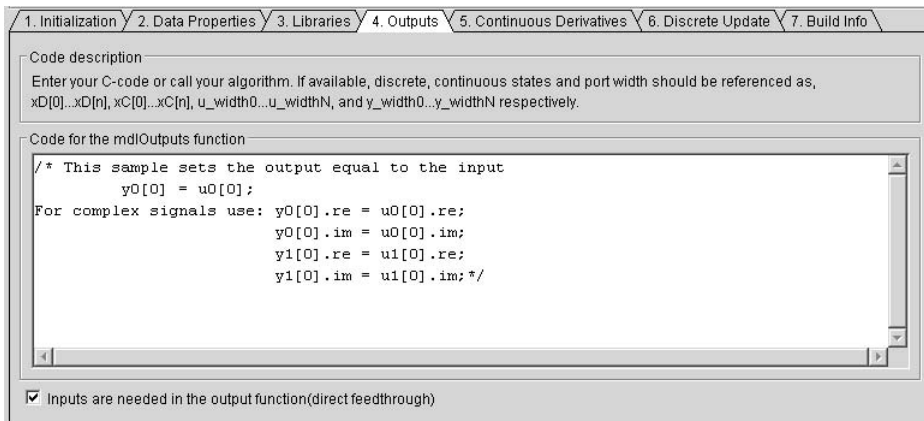 1. Initialization 2. Data Properties 3. Libraries 4. Outputs 5. Continuous Derivatives 6. Discrete Update 7. Build Info
Code description
Enter your C-code or call your algorithm. If available, discrete, continuous states and port width should be referenced as,
xD[0]...xD[n], xC[0]...xC[n], u_width0...u_widthN, and y_width0...y_widthN respectively.
Code for the mdlOutputs function
/* This sample sets the output equal to the input
y0[0] = u0[0];
For complex signals use: y0[0].re = u0[0].re;
y0[0].im = u0[0].im;
y1[0].re = u1[0].re;
y1[0].im = u1[0].im;*/
Inputs are needed in the output function(direct feedthrough)